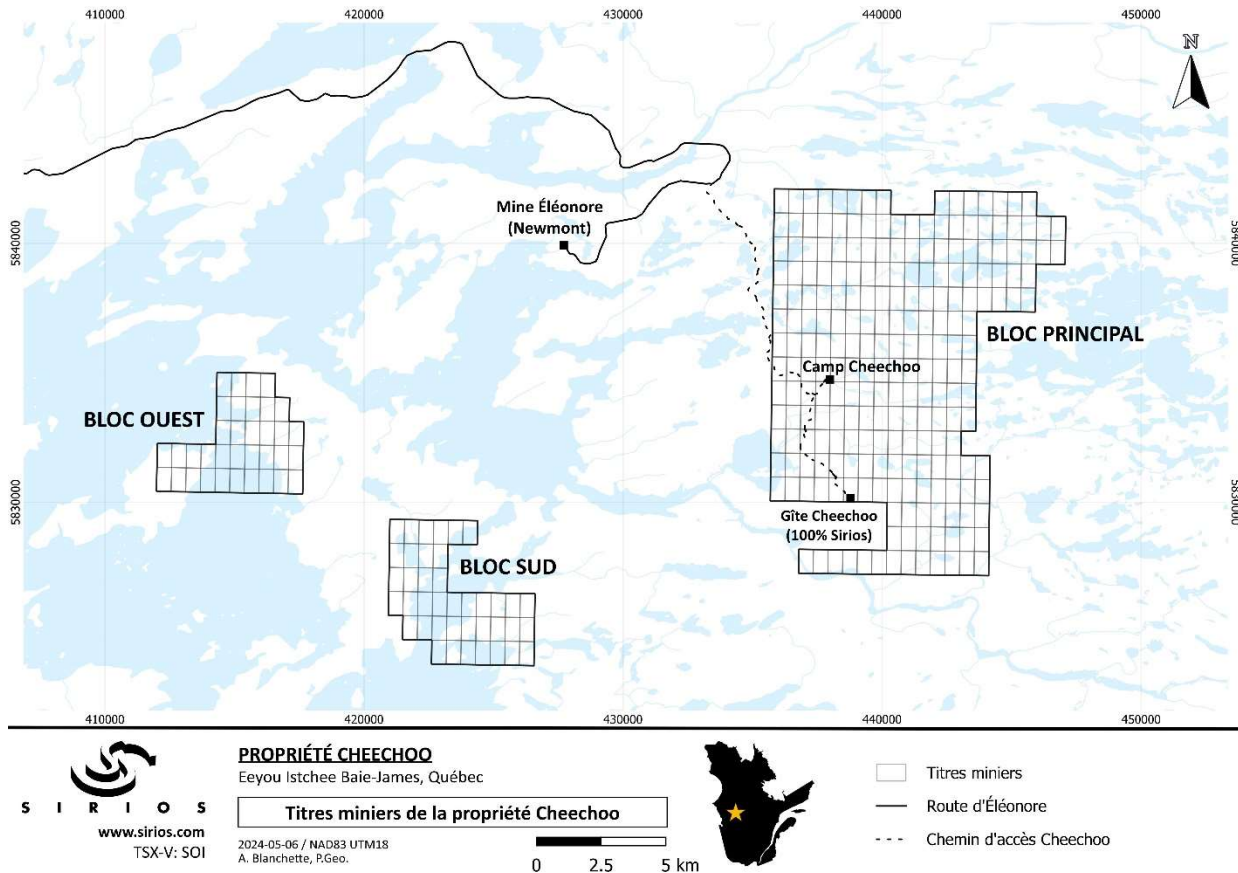 410000 420000 430000 440000 450000
N
5840000 5840000
Mine Éléonore
(Newmont)
BLOC PRINCIPAL
Camp Cheechoo
BLOC OUEST
5830000 5830000
Gîte Cheechoo
(100% Sirios)
BLOC SUD
410000 420000 430000 440000 450000
SIRIOS
www.sirios.com
TSX-V: SOI
PROPRIÉTÉ CHEECHOO
Eeyou Istchee Baie-James, Québec
Titres miniers de la propriété Cheechoo
2024-05-06 / NAD83 UTM18
A. Blanchette, P.Geo.
0 2.5 5 km
Titres miniers
Route d'Éléonore
Chemin d'accès Cheechoo